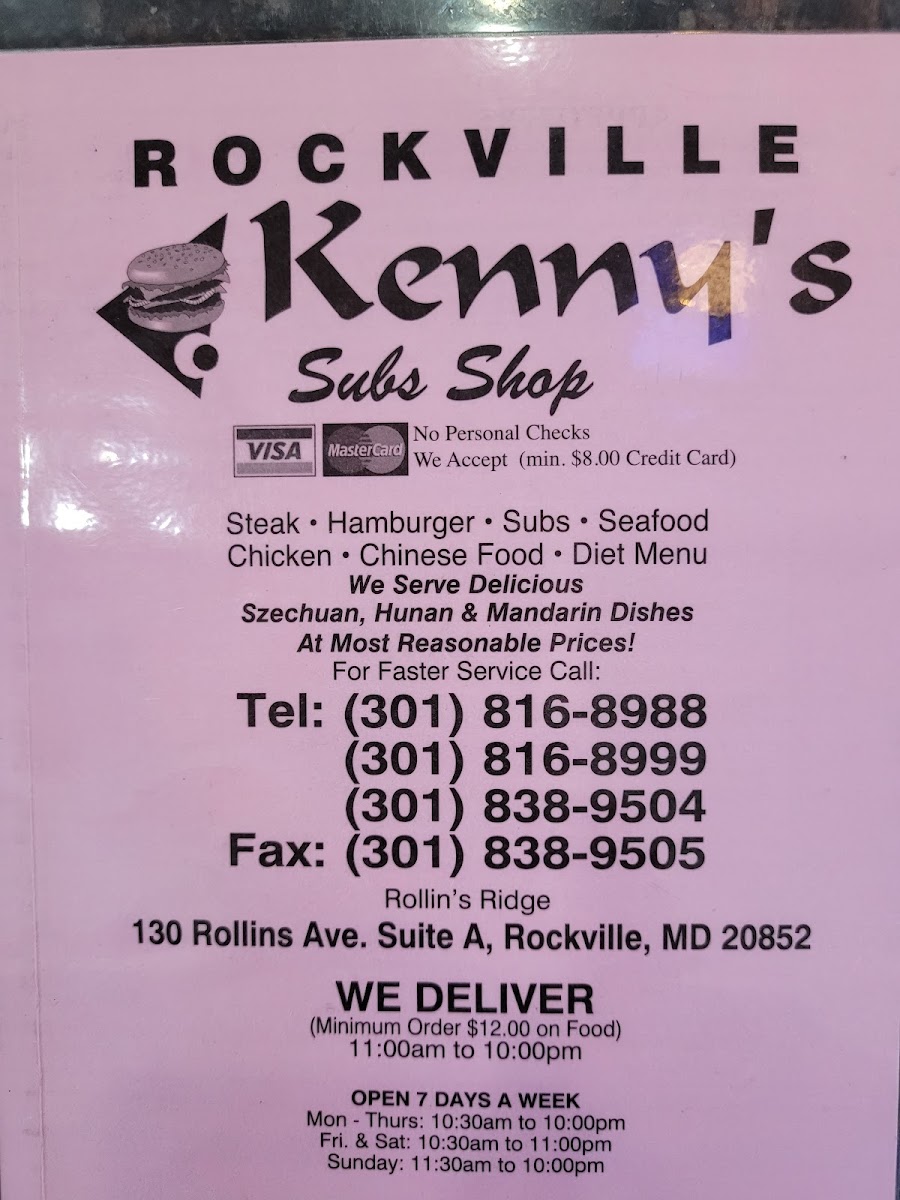 ROCKVILLE
Kenny's
Subs Shop
VISA MasterCard No Personal Checks
We Accept (min. $8.00 Credit Card)
Steak • Hamburger • Subs • Seafood
Chicken • Chinese Food • Diet Menu
We Serve Delicious
Szechuan, Hunan & Mandarin Dishes
At Most Reasonable Prices!
For Faster Service Call:
Tel: (301) 816-8988
(301) 816-8999
(301) 838-9504
Fax: (301) 838-9505
Rollin's Ridge
130 Rollins Ave. Suite A, Rockville, MD 20852
WE DELIVER
(Minimum Order $12.00 on Food)
11:00am to 10:00pm
OPEN 7 DAYS A WEEK
Mon - Thurs: 10:30am to 10:00pm
Fri. & Sat: 10:30am to 11:00pm
Sunday: 11:30am to 10:00pm